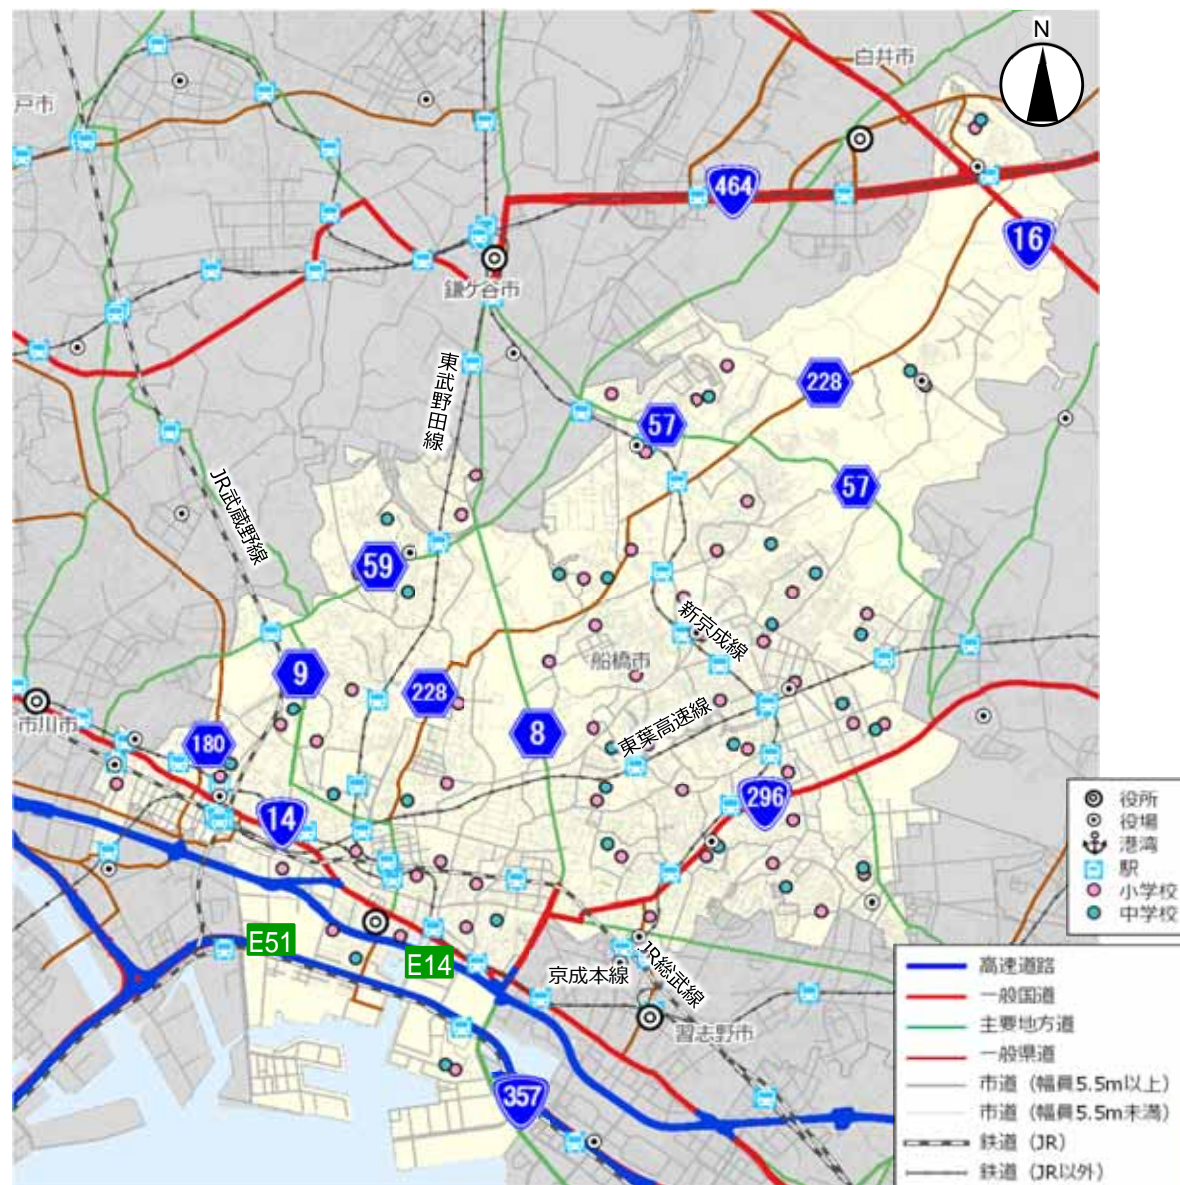 N
白井市
戸市
464
16
鎌ケ谷市
東武野田線
228
57
57
JR武蔵野線
59
新京成線
船橋市
9
228
東葉高速線
市川市
180
8
296
14
役所
役場
港湾
駅
小学校
中学校
E51
E14
京成本線
JR総武線
習志野市
357
高速道路
一般国道
主要地方道
一般県道
市道（幅員5.5m以上）
市道（幅員5.5m未満）
鉄道（JR）
鉄道（JR以外）